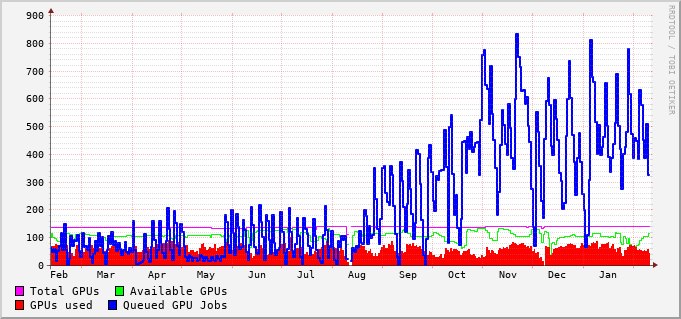 900
800
700
600
500
400
300
200
100
0
Feb Mar Apr May Jun Jul Aug Sep Oct Nov Dec Jan
RRDTOOL / TOBI OETIKER
Total GPUs Available GPUs
GPUs used Queued GPU Jobs